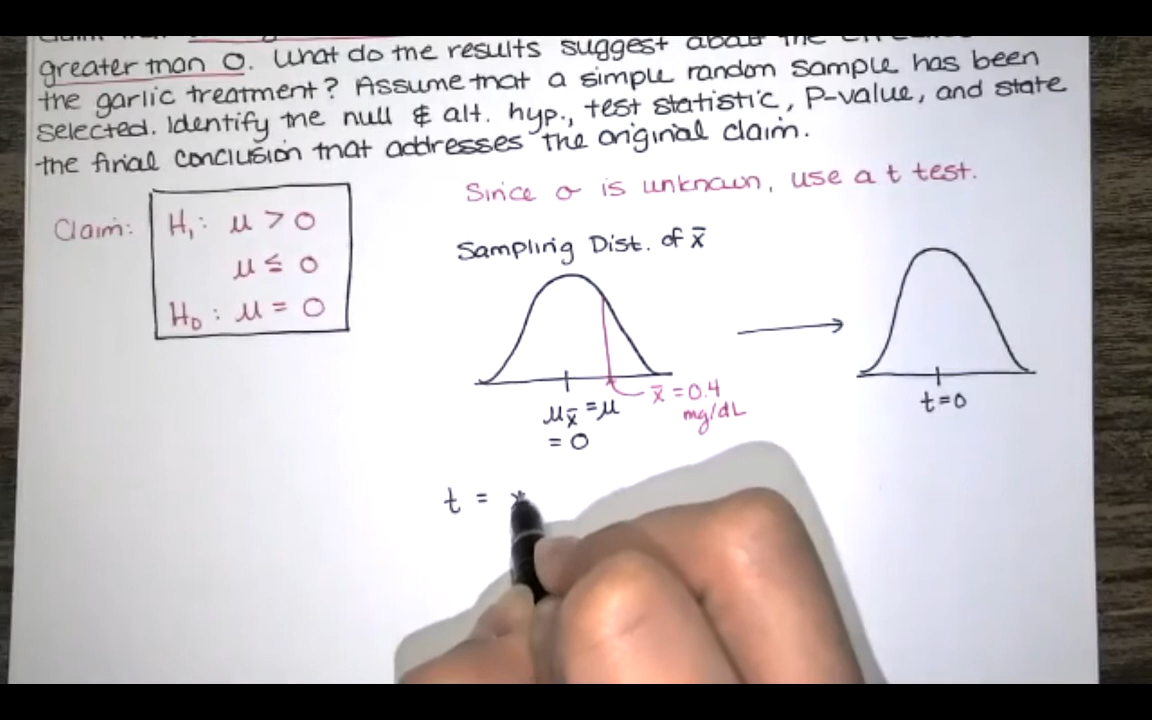 greater than 0. What do the results suggest about the
the garlic treatment? Assume that a simple random sample has been
selected. Identify the null & alt. hyp., test statistic, P-value, and state
the final conclusion that addresses the original claim.
Since σ is unknown, use a t test.
Claim: H₁: μ > 0
μ ≤ 0
H₀: μ = 0
Sampling Dist. of x̄
μx̄ = μ
= 0
x̄ = 0.4
mg/dL
t=0
t =